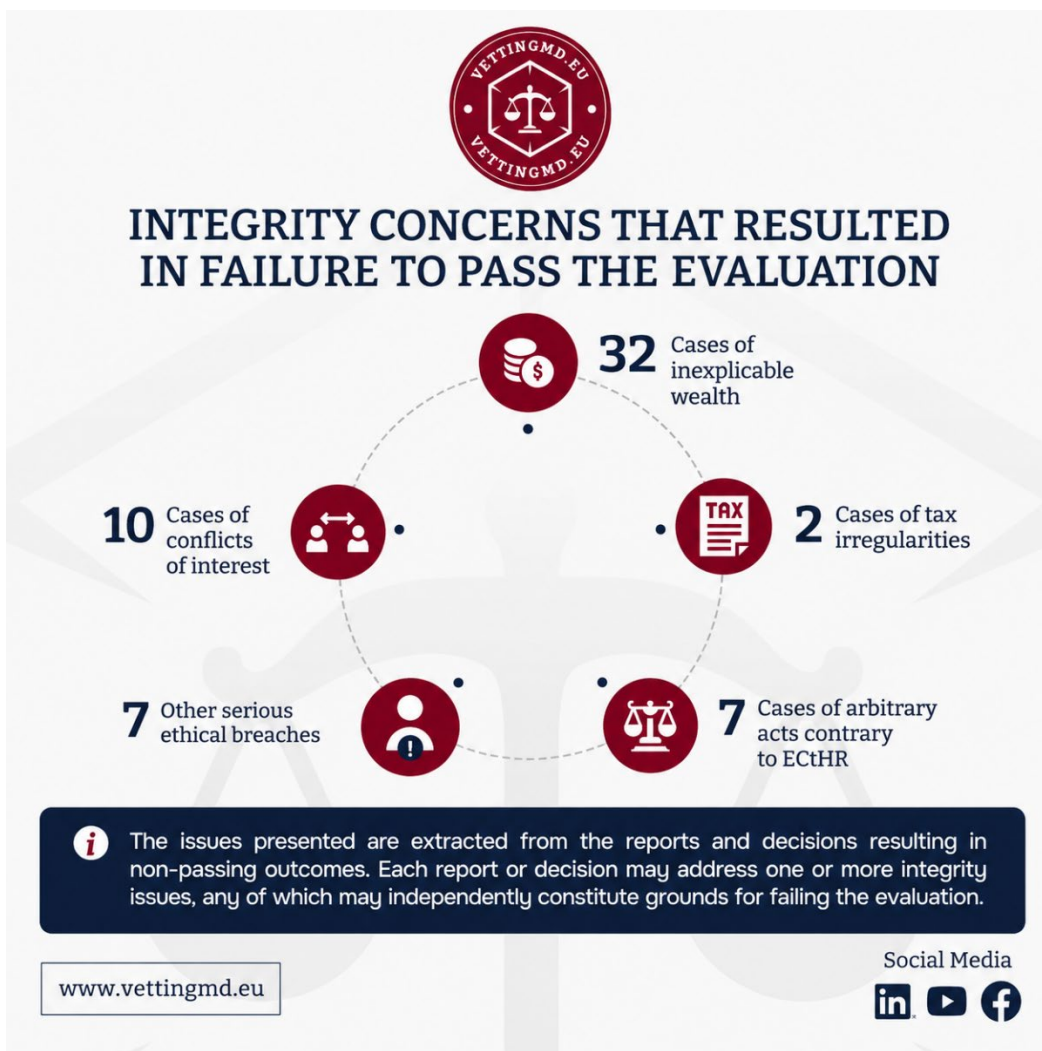 VETTINGMD.EU
VETTINGMD.EU
INTEGRITY CONCERNS THAT RESULTED
IN FAILURE TO PASS THE EVALUATION
32 Cases of
inexplicable
wealth
$
10 Cases of
conflicts
of interest
TAX
2 Cases of tax
irregularities
7 Other serious
ethical breaches
!
7 Cases of arbitrary
acts contrary
to ECtHR
i
The issues presented are extracted from the reports and decisions resulting in
non-passing outcomes. Each report or decision may address one or more integrity
issues, any of which may independently constitute grounds for failing the evaluation.
www.vettingmd.eu
Social Media
in
f